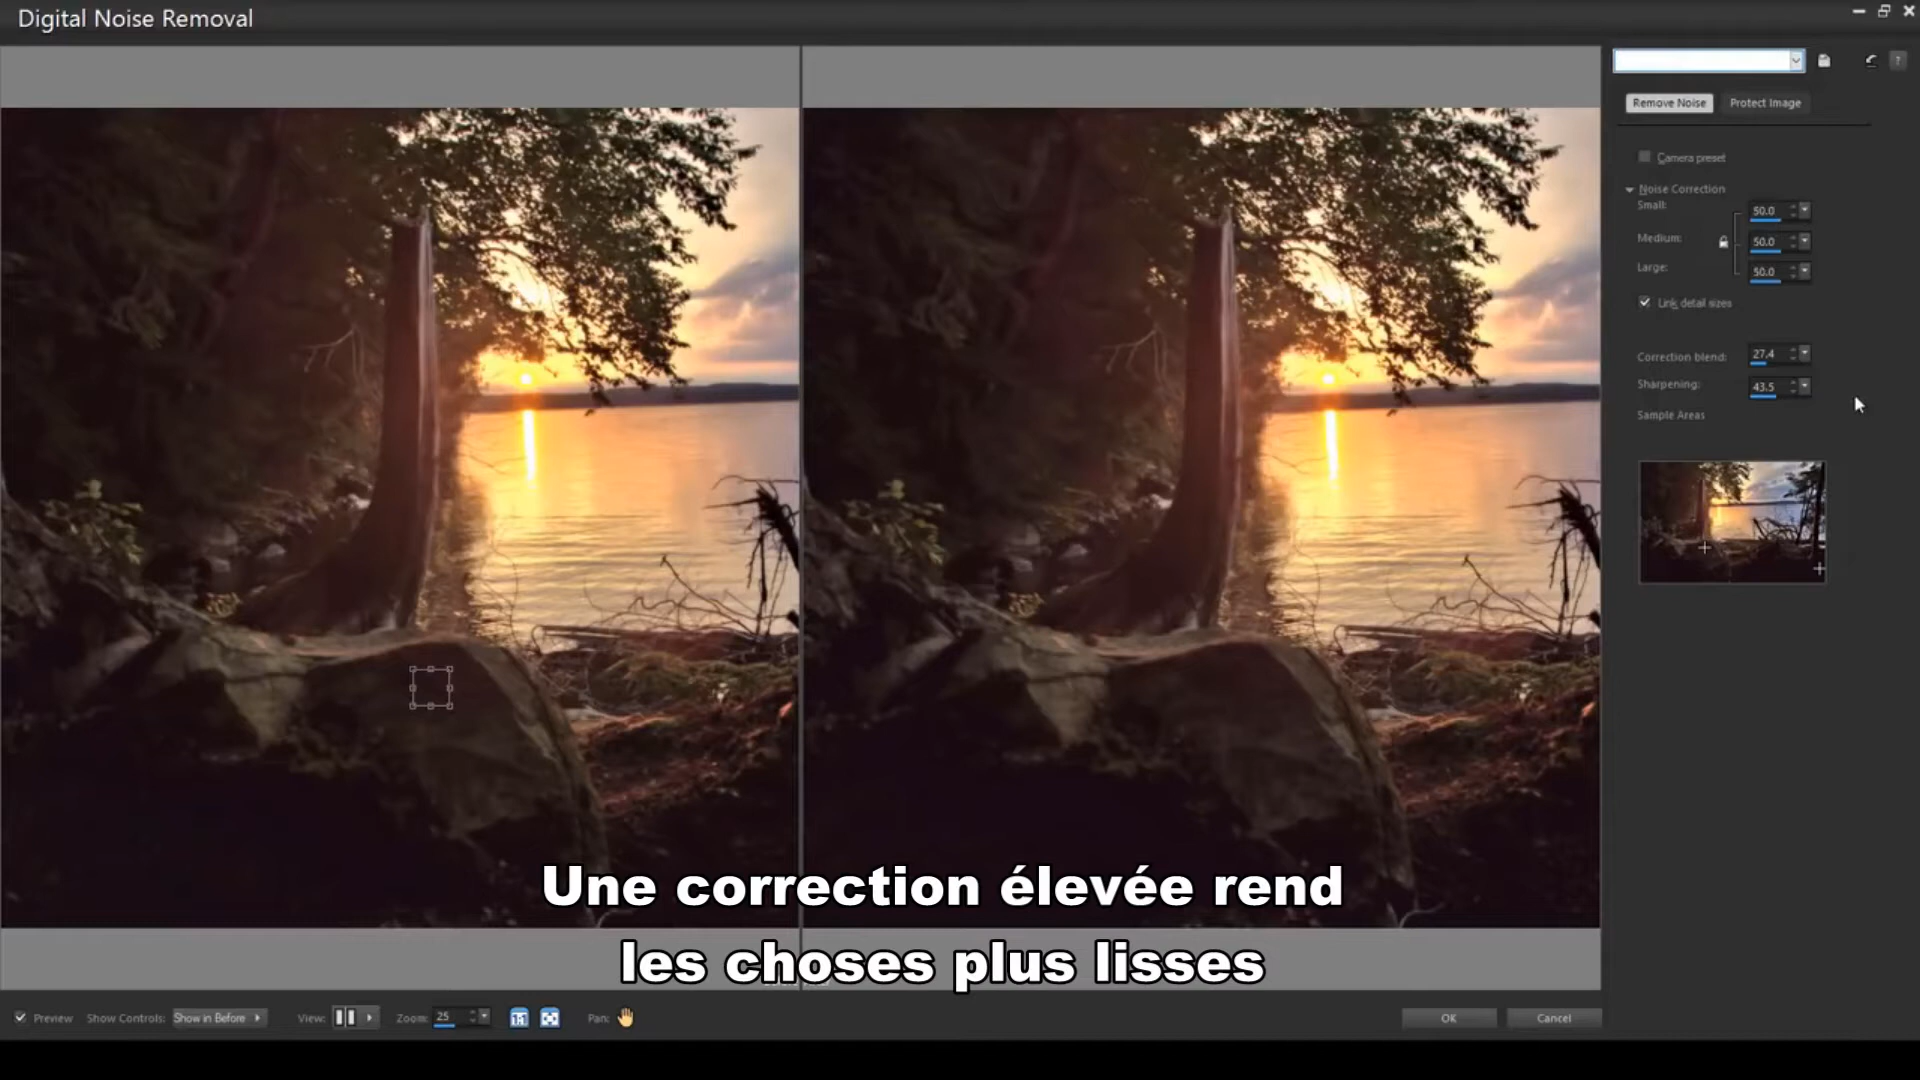 Digital Noise Removal
Remove Noise Protect Image
Camera preset
Noise Correction
Small: 50.0
Medium: 50.0
Large: 50.0
Link detail sizes
Correction blend: 27.4
Sharpening: 43.5
Sample Areas
Une correction élevée rend
les choses plus lisses
Preview Show Controls: Show in Before View: Zoom: 25 1:1 Pan: OK Cancel